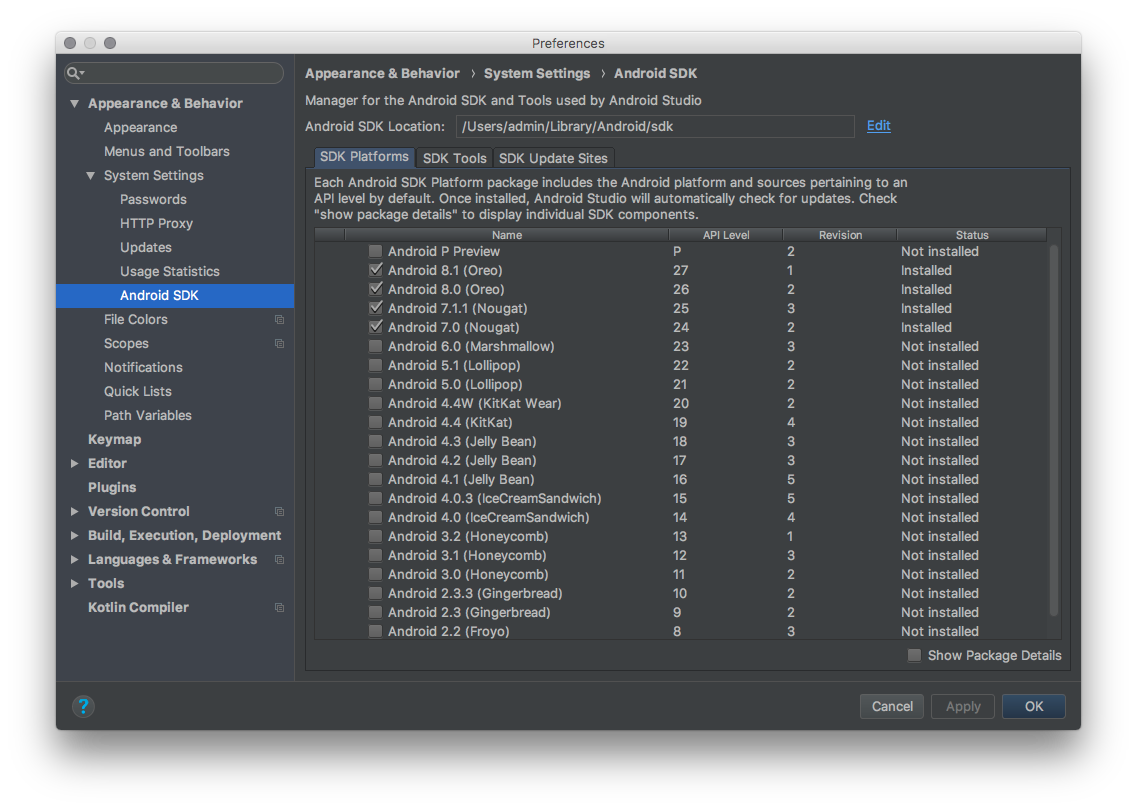 Preferences
Appearance & Behavior
Appearance
Menus and Toolbars
System Settings
Passwords
HTTP Proxy
Updates
Usage Statistics
Android SDK
File Colors
Scopes
Notifications
Quick Lists
Path Variables
Keymap
Editor
Plugins
Version Control
Build, Execution, Deployment
Languages & Frameworks
Tools
Kotlin Compiler
Appearance & Behavior › System Settings › Android SDK
Manager for the Android SDK and Tools used by Android Studio
Android SDK Location: /Users/admin/Library/Android/sdk Edit
SDK Platforms SDK Tools SDK Update Sites
Each Android SDK Platform package includes the Android platform and sources pertaining to an
API level by default. Once installed, Android Studio will automatically check for updates. Check
"show package details" to display individual SDK components.
Name API Level Revision Status
Android P Preview P 2 Not installed
Android 8.1 (Oreo) 27 1 Installed
Android 8.0 (Oreo) 26 2 Installed
Android 7.1.1 (Nougat) 25 3 Installed
Android 7.0 (Nougat) 24 2 Installed
Android 6.0 (Marshmallow) 23 3 Not installed
Android 5.1 (Lollipop) 22 2 Not installed
Android 5.0 (Lollipop) 21 2 Not installed
Android 4.4W (KitKat Wear) 20 2 Not installed
Android 4.4 (KitKat) 19 4 Not installed
Android 4.3 (Jelly Bean) 18 3 Not installed
Android 4.2 (Jelly Bean) 17 3 Not installed
Android 4.1 (Jelly Bean) 16 5 Not installed
Android 4.0.3 (IceCreamSandwich) 15 5 Not installed
Android 4.0 (IceCreamSandwich) 14 4 Not installed
Android 3.2 (Honeycomb) 13 1 Not installed
Android 3.1 (Honeycomb) 12 3 Not installed
Android 3.0 (Honeycomb) 11 2 Not installed
Android 2.3.3 (Gingerbread) 10 2 Not installed
Android 2.3 (Gingerbread) 9 2 Not installed
Android 2.2 (Froyo) 8 3 Not installed
Show Package Details
? Cancel Apply OK